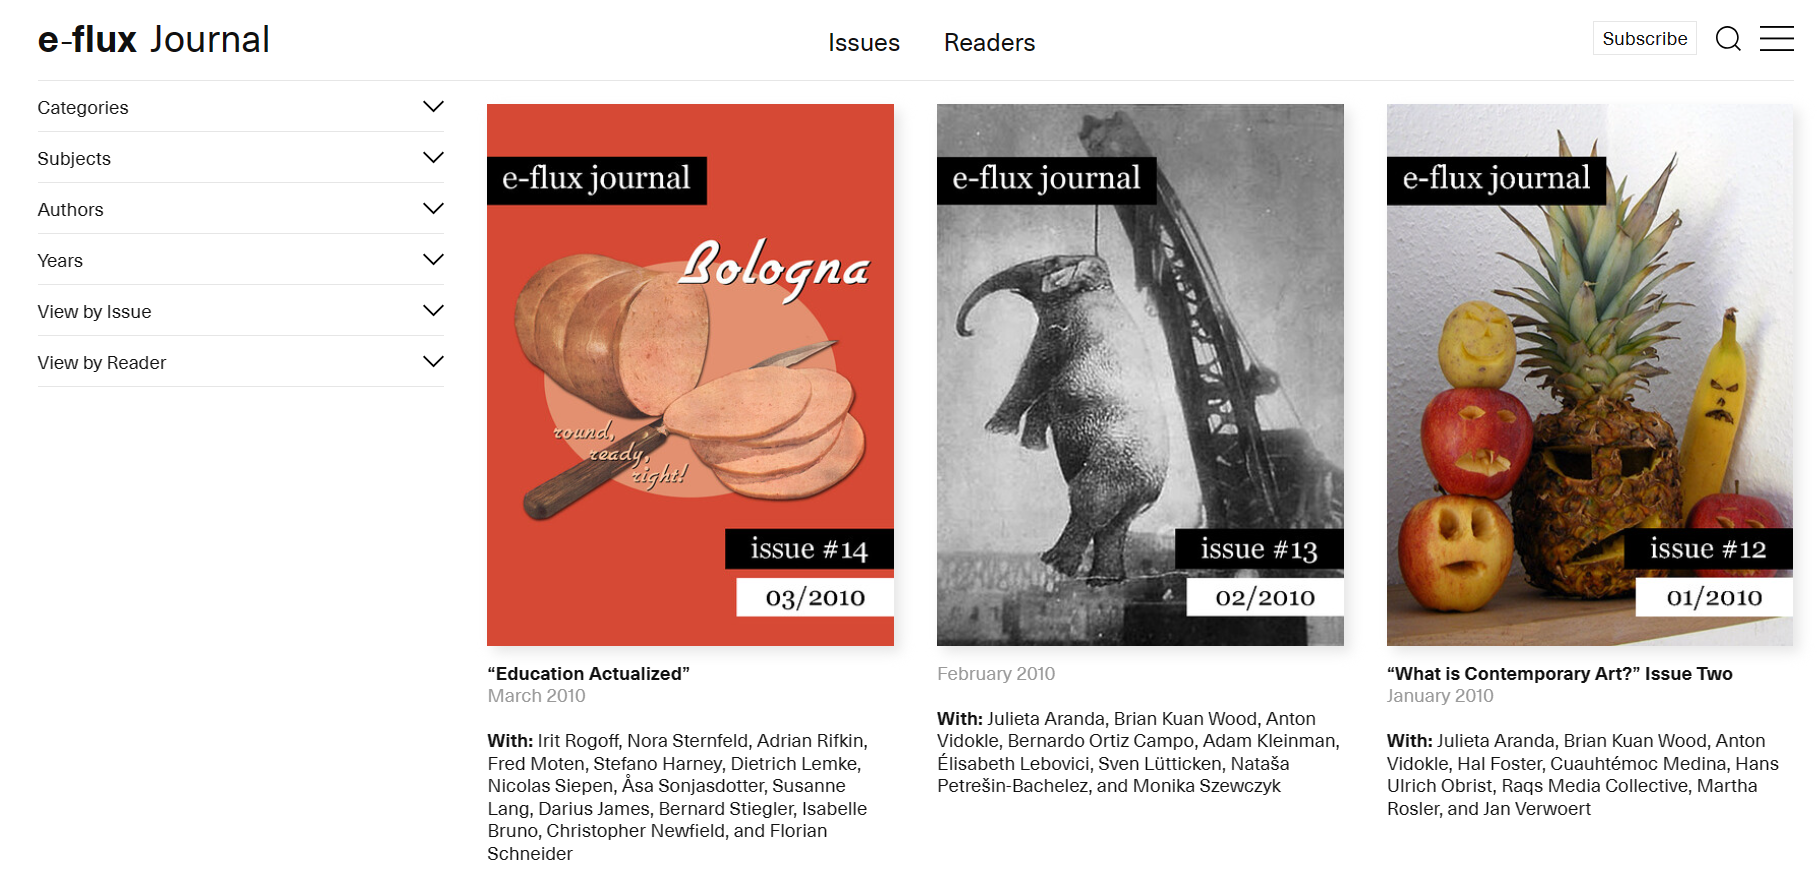 e-flux Journal
Issues
Readers
Subscribe
Categories
Subjects
Authors
Years
View by Issue
View by Reader
e-flux journal
Bologna
round,
ready,
right!
issue #14
03/2010
“Education Actualized”
March 2010
With: Irit Rogoff, Nora Sternfeld, Adrian Rifkin,
Fred Moten, Stefano Harney, Dietrich Lemke,
Nicolas Siepen, Åsa Sonjasdotter, Susanne
Lang, Darius James, Bernard Stiegler, Isabelle
Bruno, Christopher Newfield, and Florian
Schneider
e-flux journal
issue #13
02/2010
February 2010
With: Julieta Aranda, Brian Kuan Wood, Anton
Vidokle, Bernardo Ortiz Campo, Adam Kleinman,
Élisabeth Lebovici, Sven Lütticken, Nataša
Petrešin-Bachelez, and Monika Szewczyk
e-flux journal
issue #12
01/2010
“What is Contemporary Art?” Issue Two
January 2010
With: Julieta Aranda, Brian Kuan Wood, Anton
Vidokle, Hal Foster, Cuauhtémoc Medina, Hans
Ulrich Obrist, Raqs Media Collective, Martha
Rosler, and Jan Verwoert